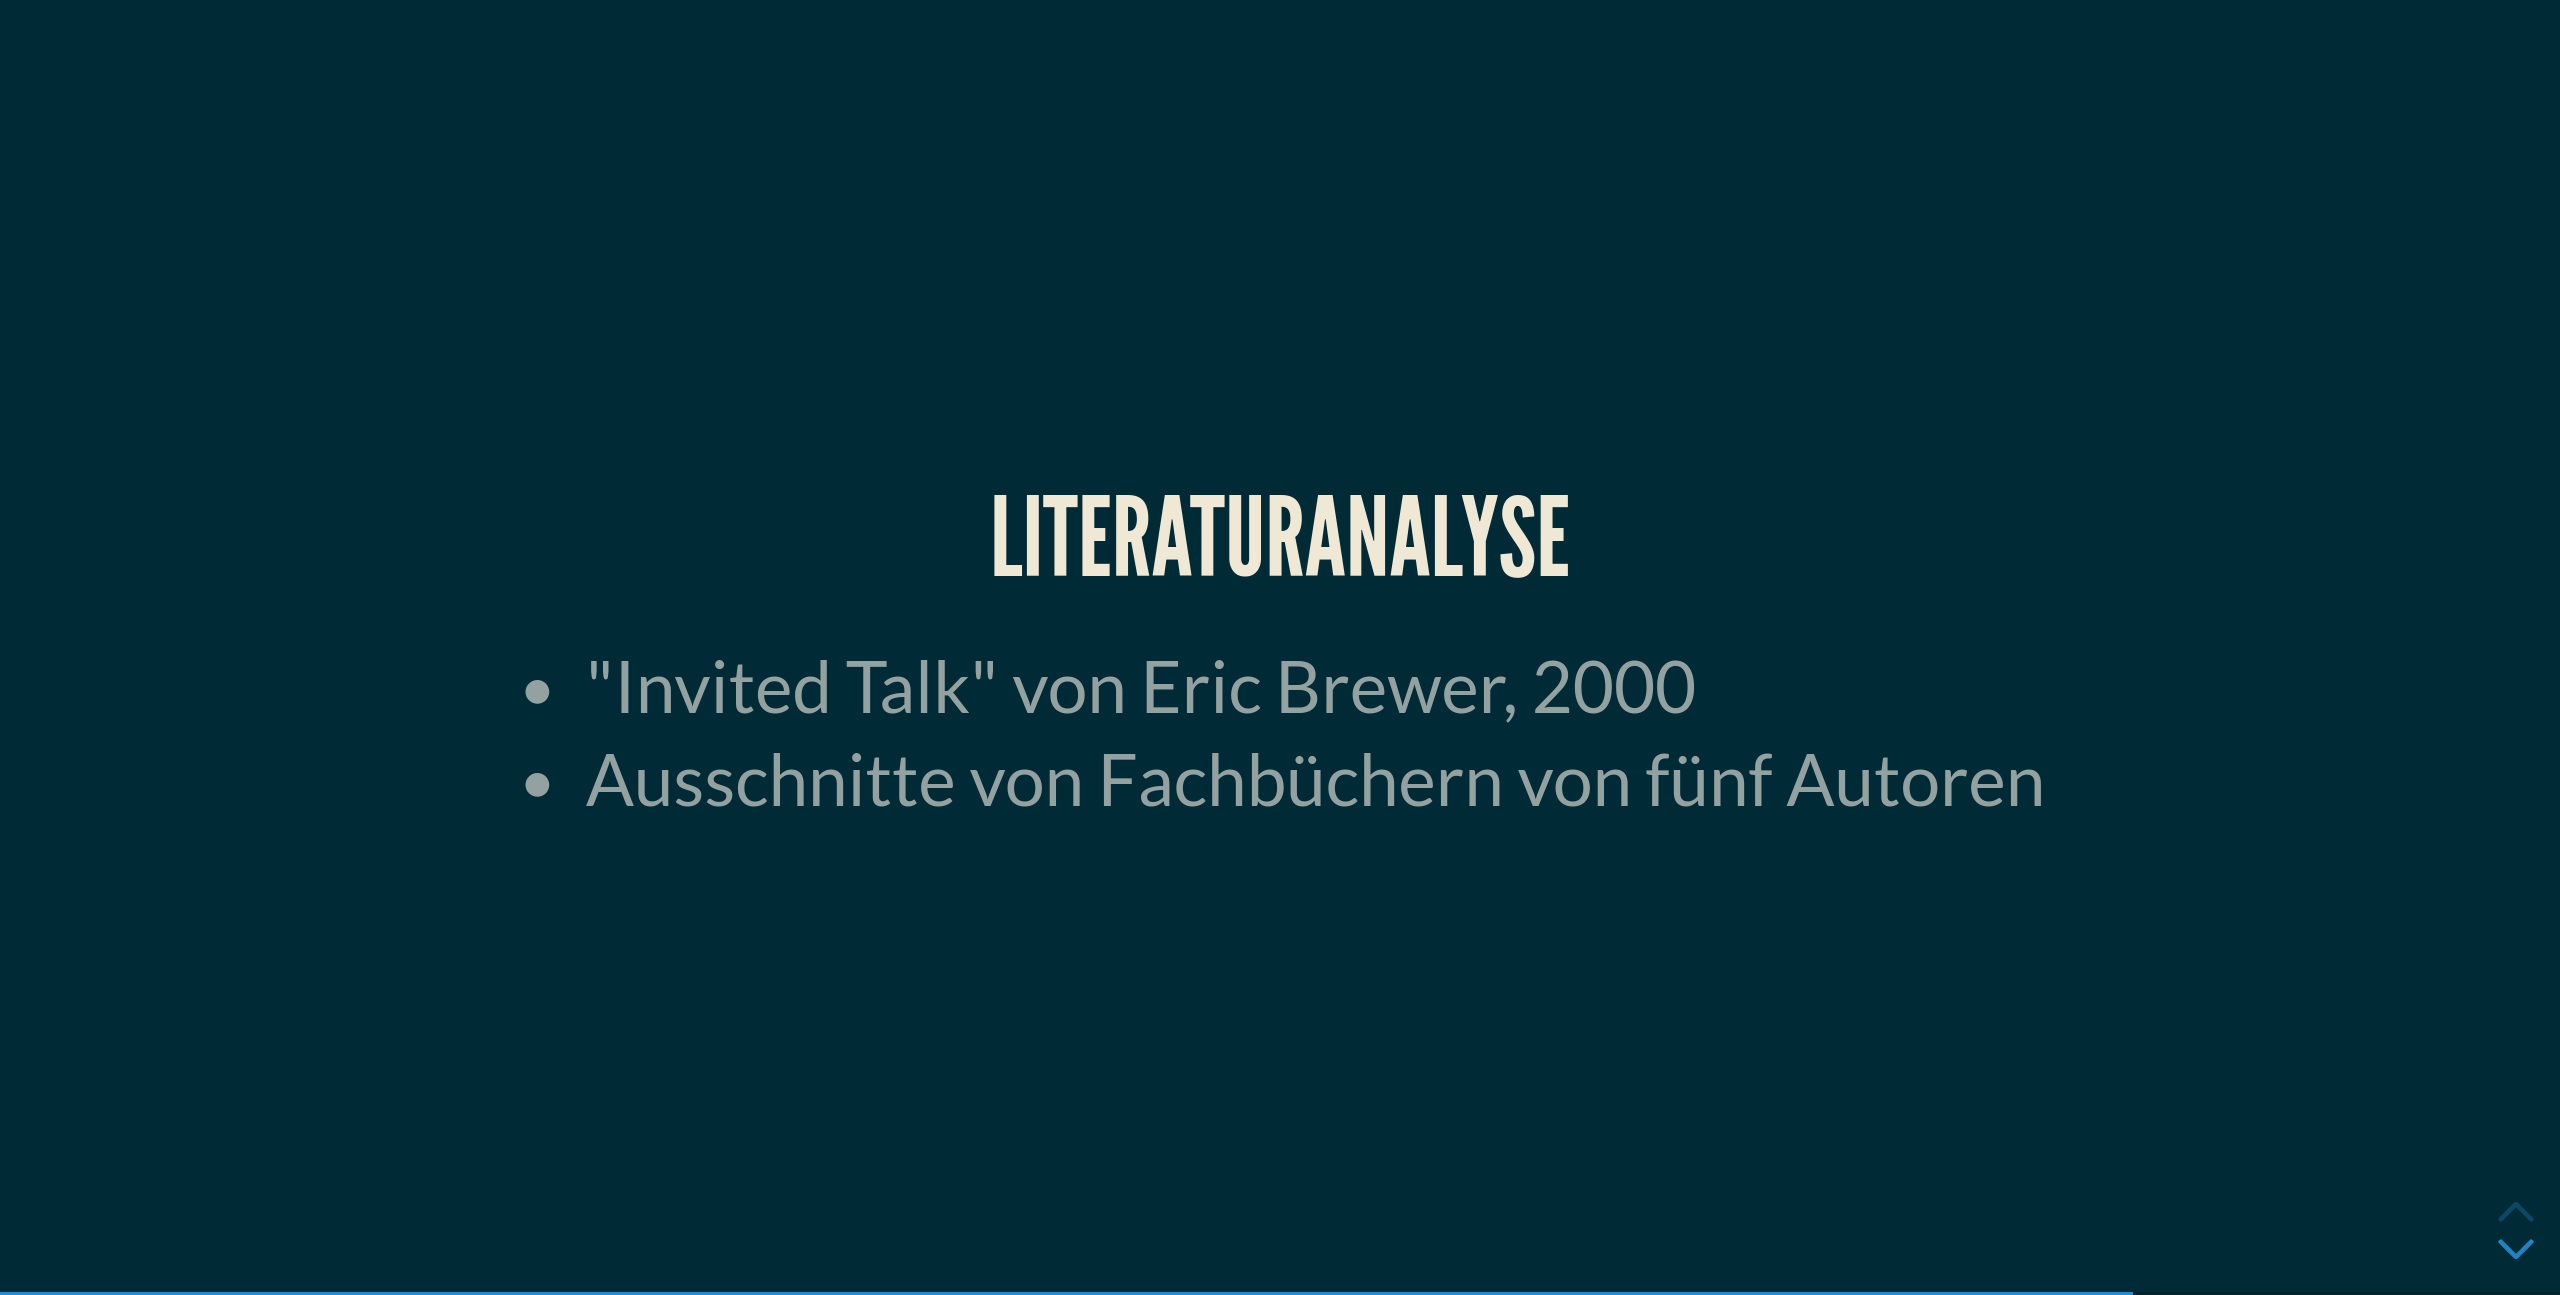 LITERATURANALYSE
"Invited Talk" von Eric Brewer, 2000
Ausschnitte von Fachbüchern von fünf Autoren